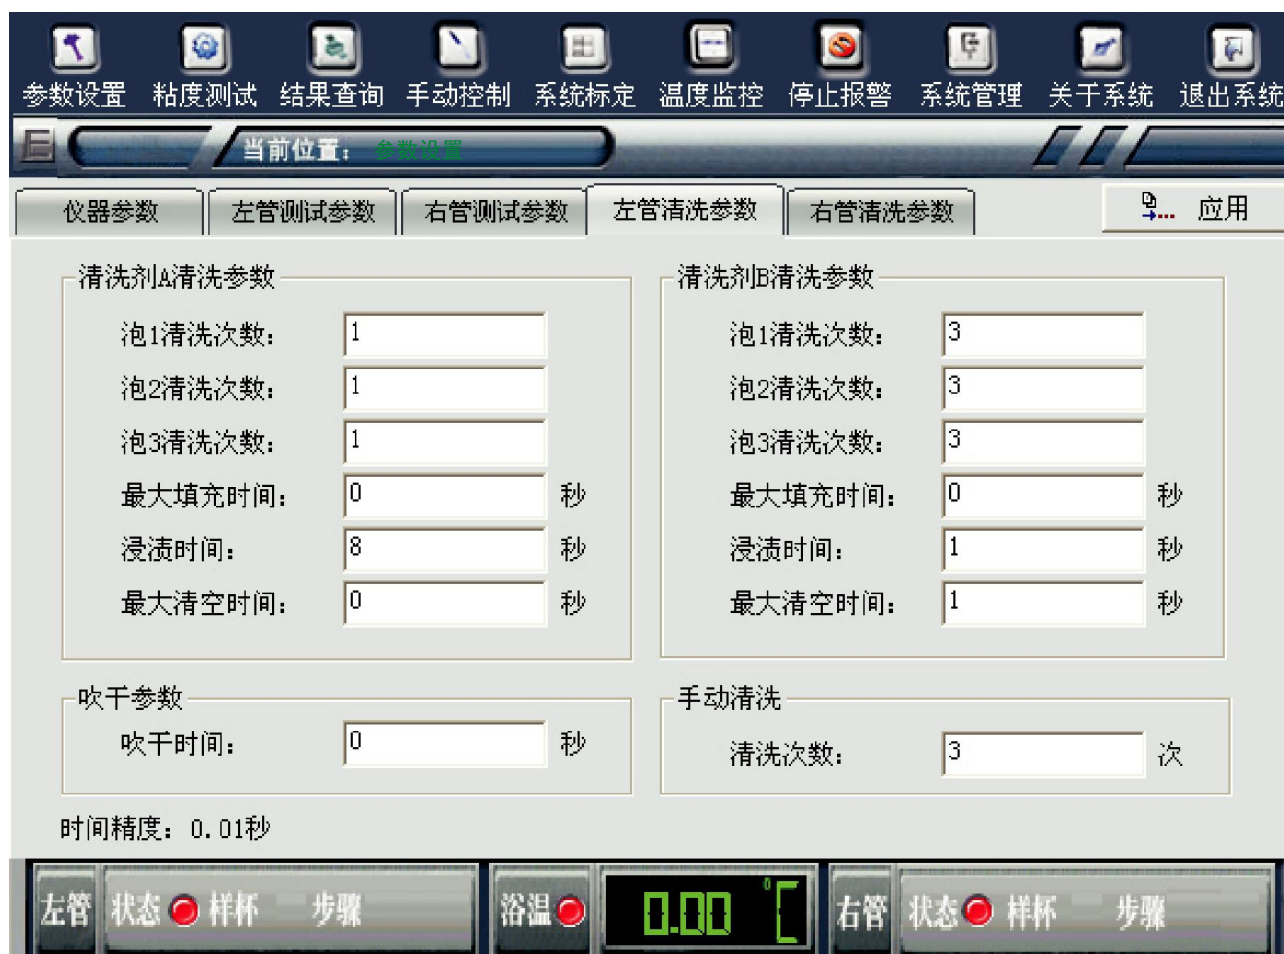 参数设置 粘度测试 结果查询 手动控制 系统标定 温度监控 停止报警 系统管理 关于系统 退出系统
当前位置： 参数设置
仪器参数 左管测试参数 右管测试参数 左管清洗参数 右管清洗参数 应用
清洗剂A清洗参数 清洗剂B清洗参数
泡1清洗次数： 1 泡1清洗次数： 3
泡2清洗次数： 1 泡2清洗次数： 3
泡3清洗次数： 1 泡3清洗次数： 3
最大填充时间： 0 秒 最大填充时间： 0 秒
浸渍时间： 8 秒 浸渍时间： 1 秒
最大清空时间： 0 秒 最大清空时间： 1 秒
吹干参数 手动清洗
吹干时间： 0 秒 清洗次数： 3 次
时间精度：0.01秒
左管 状态 样杯 步骤 浴温 0.00 °C 右管 状态 样杯 步骤